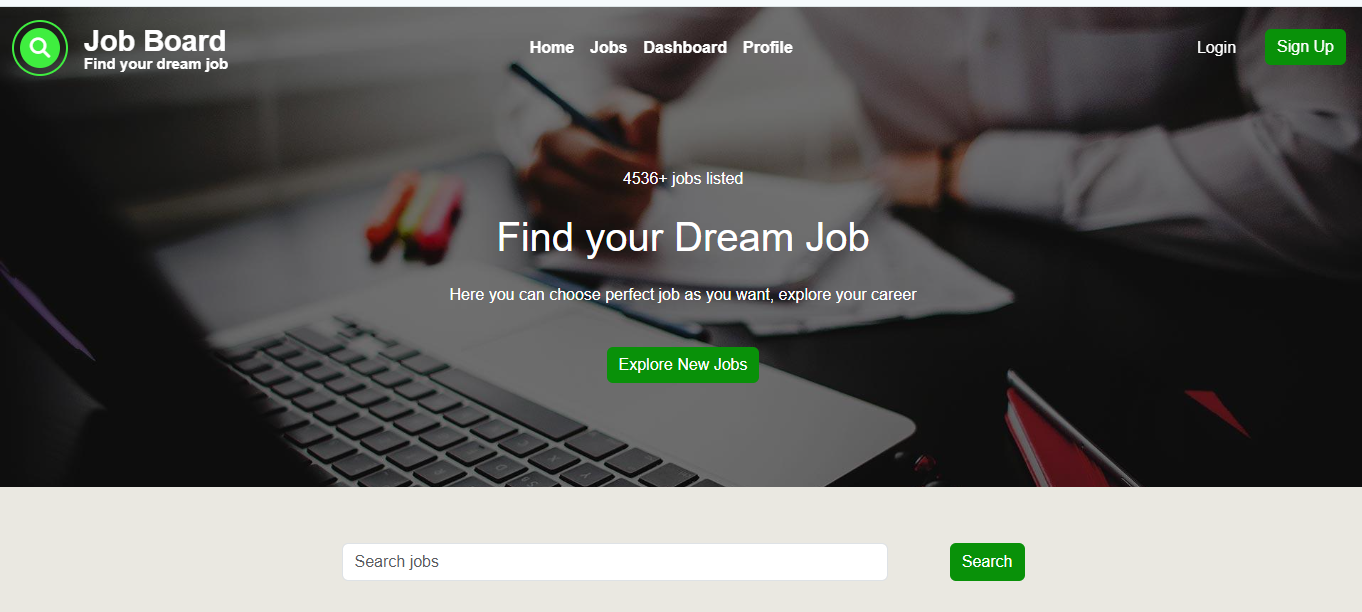 Job Board
Find your dream job
Home Jobs Dashboard Profile
Login Sign Up
4536+ jobs listed
Find your Dream Job
Here you can choose perfect job as you want, explore your career
Explore New Jobs
Search jobs Search